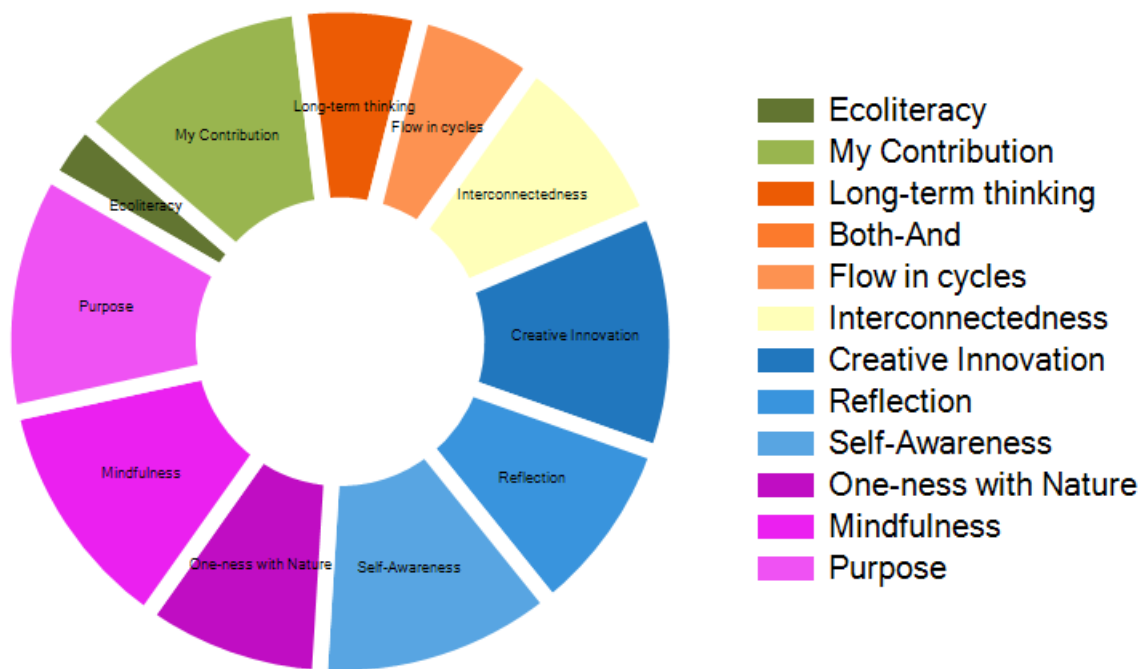 Long-term thinking
My Contribution
Flow in cycles
Interconnectedness
Ecoliteracy
Purpose
Creative Innovation
Mindfulness
Reflection
One-ness with Nature
Self-Awareness
Ecoliteracy
My Contribution
Long-term thinking
Both-And
Flow in cycles
Interconnectedness
Creative Innovation
Reflection
Self-Awareness
One-ness with Nature
Mindfulness
Purpose